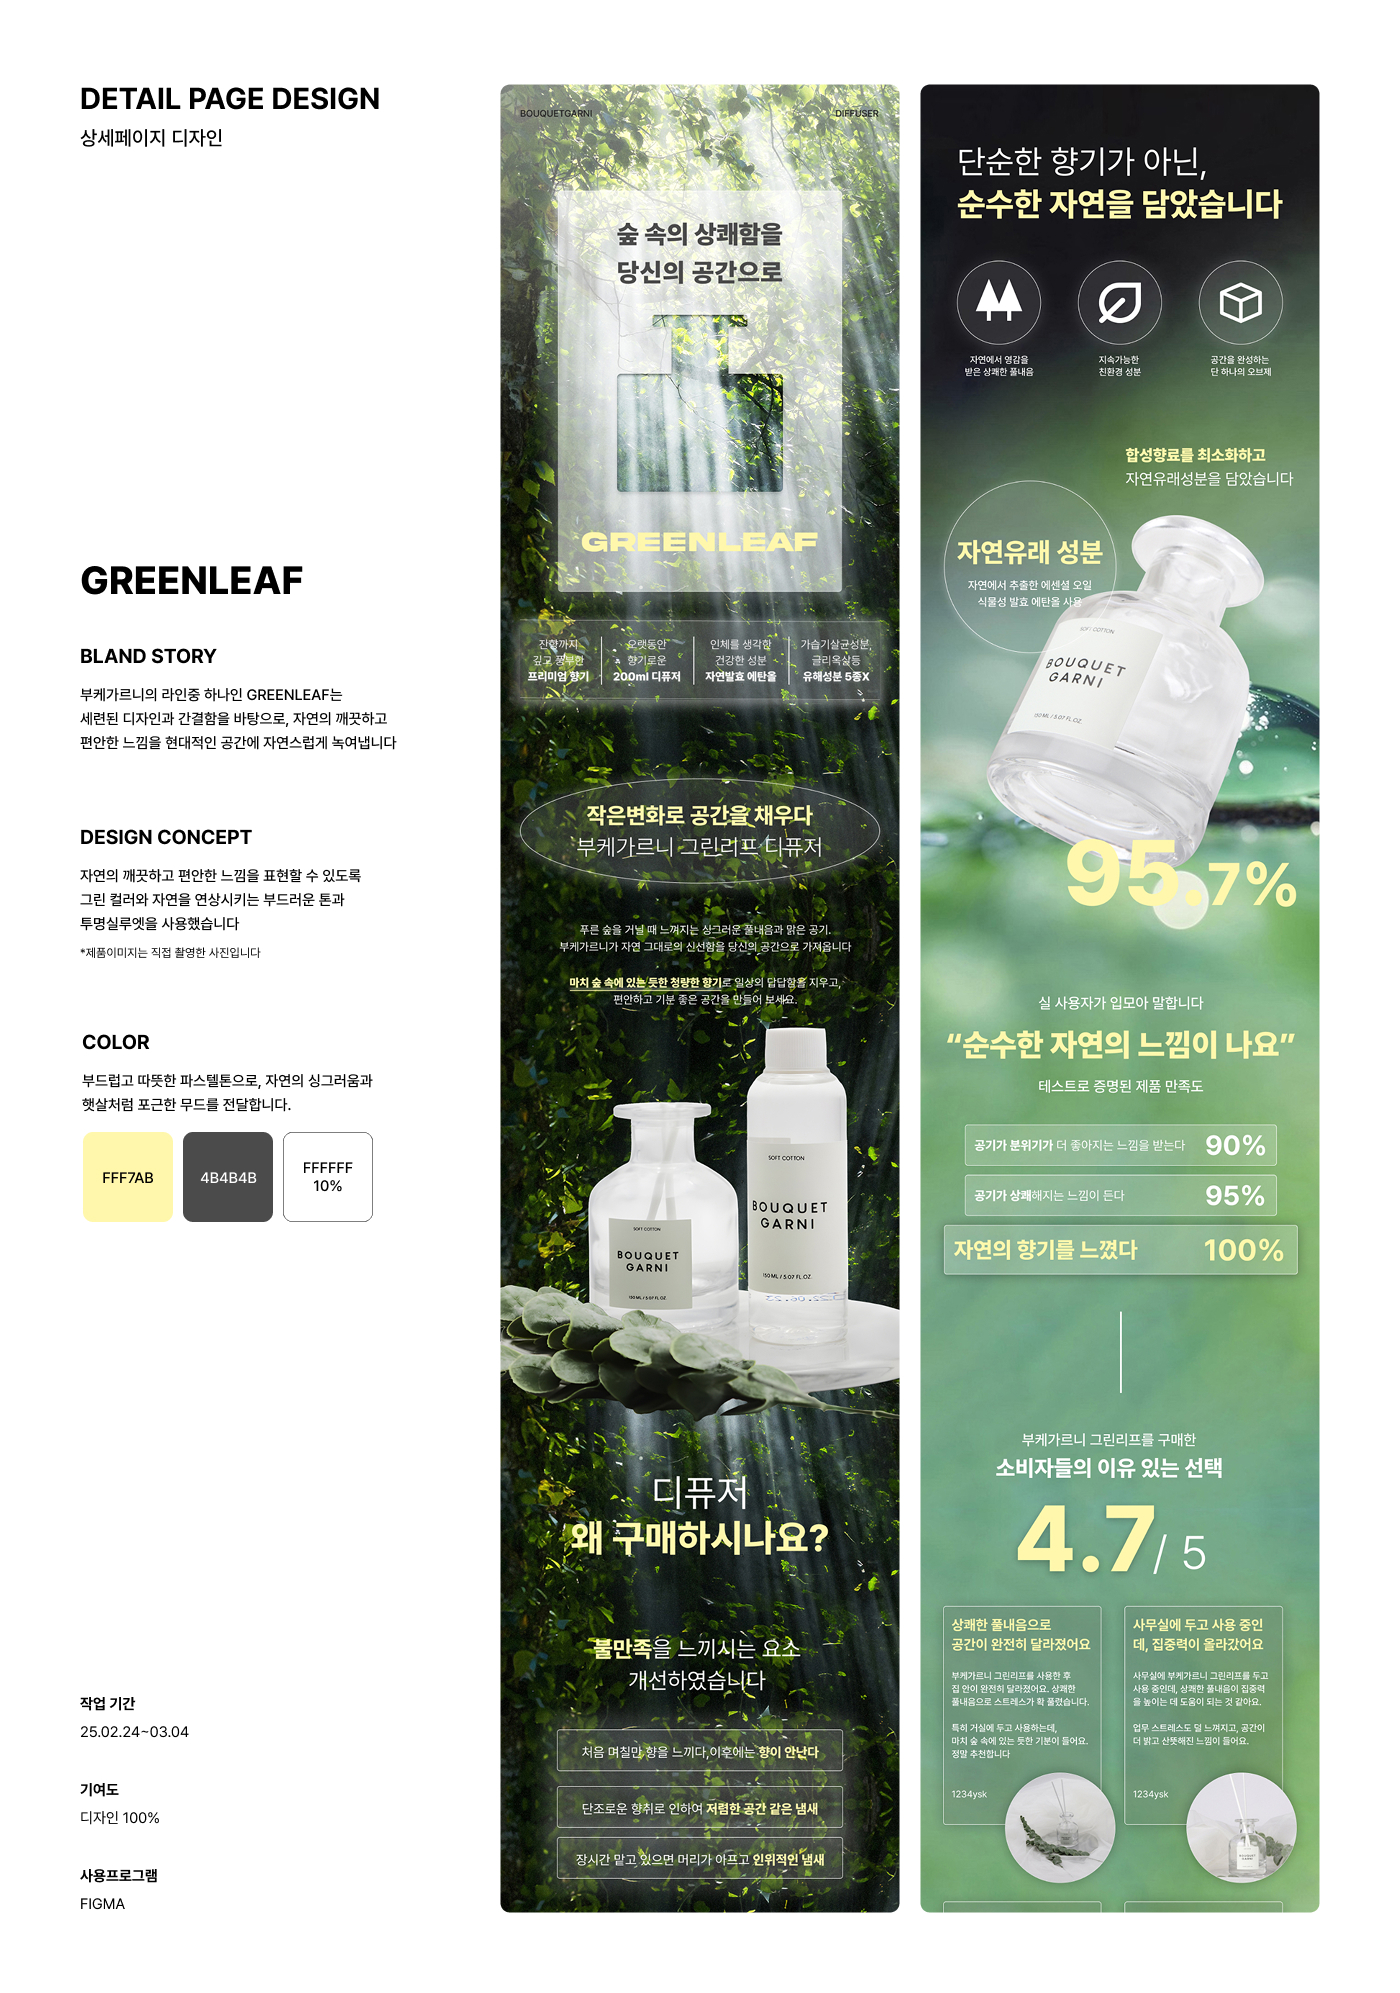 DETAIL PAGE DESIGN
상세페이지 디자인
GREENLEAF
BLAND STORY
부케가르니의 라인중 하나인 GREENLEAF는
세련된 디자인과 간결함을 바탕으로, 자연의 깨끗하고
편안한 느낌을 현대적인 공간에 자연스럽게 녹여냅니다
DESIGN CONCEPT
자연의 깨끗하고 편안한 느낌을 표현할 수 있도록
그린 컬러와 자연을 연상시키는 부드러운 톤과
투명실루엣을 사용했습니다
*제품이미지는 직접 촬영한 사진입니다
COLOR
부드럽고 따뜻한 파스텔톤으로, 자연의 싱그러움과
햇살처럼 포근한 무드를 전달합니다.
FFF7AB
4B4B4B
FFFFFF
10%
작업 기간
25.02.24~03.04
기여도
디자인 100%
사용프로그램
FIGMA
BOUQUETGARNI
DIFFUSER
숲 속의 상쾌함을
당신의 공간으로
GREENLEAF
잔향까지
깊고 풍부한
프리미엄 향기
오랫동안
향기로운
200ml 디퓨저
인체를 생각한
건강한 성분
자연발효 에탄올
가습기살균성분,
글리옥살등
유해성분 5종X
작은변화로 공간을 채우다
부케가르니 그린리프 디퓨저
푸른 숲을 거닐 때 느껴지는 싱그러운 풀내음과 맑은 공기.
부케가르니가 자연 그대로의 신선함을 당신의 공간으로 가져옵니다
마치 숲 속에 있는 듯한 청량한 향기로 일상의 답답함을 지우고,
편안하고 기분 좋은 공간을 만들어 보세요.
SOFT COTTON
BOUQUET
GARNI
130 ML / 5.07 FL.OZ.
SOFT COTTON
BOUQUET
GARNI
150 ML / 5.07 FL.OZ.
디퓨저
왜 구매하시나요?
불만족을 느끼시는 요소
개선하였습니다
처음 며칠만 향을 느끼다,이후에는 향이 안난다
단조로운 향취로 인하여 저렴한 공간 같은 냄새
장시간 맡고 있으면 머리가 아프고 인위적인 냄새
단순한 향기가 아닌,
순수한 자연을 담았습니다
자연에서 영감을
받은 상쾌한 풀내음
지속가능한
친환경 성분
공간을 완성하는
단 하나의 오브제
합성향료를 최소화하고
자연유래성분을 담았습니다
자연유래 성분
자연에서 추출한 에센셜 오일
식물성 발효 에탄올 사용
SOFT COTTON
BOUQUET
GARNI
150 ML / 5.07 FL.OZ.
95.7%
실 사용자가 입모아 말합니다
“순수한 자연의 느낌이 나요”
테스트로 증명된 제품 만족도
공기가 분위기가 더 좋아지는 느낌을 받는다 90%
공기가 상쾌해지는 느낌이 든다 95%
자연의 향기를 느꼈다 100%
부케가르니 그린리프를 구매한
소비자들의 이유 있는 선택
4.7/ 5
상쾌한 풀내음으로
공간이 완전히 달라졌어요
부케가르니 그린리프를 사용한 후
집 안이 완전히 달라졌어요. 상쾌한
풀내음으로 스트레스가 확 풀렸습니다.
특히 거실에 두고 사용하는데,
마치 숲 속에 있는 듯한 기분이 들어요.
정말 추천합니다
1234ysk
사무실에 두고 사용 중인
데, 집중력이 올라갔어요
사무실에 부케가르니 그린리프를 두고
사용 중인데, 상쾌한 풀내음이 집중력
을 높이는 데 도움이 되는 것 같아요.
업무 스트레스도 덜 느껴지고, 공간이
더 밝고 산뜻해진 느낌이 들어요.
1234ysk